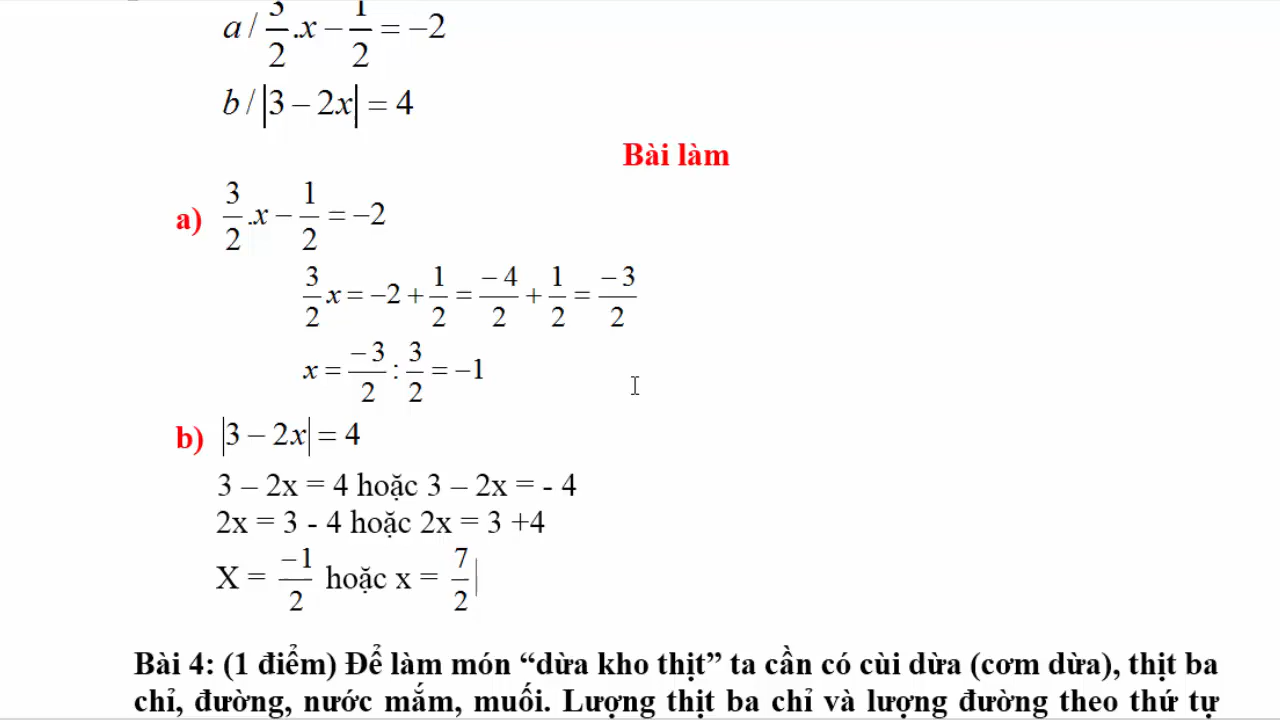 a / 3/2 .x – 1/2 = –2
b / |3 – 2x| = 4
Bài làm
a) 3/2 .x – 1/2 = –2
3/2 x = –2 + 1/2 = –4/2 + 1/2 = –3/2
x = –3/2 : 3/2 = –1
b) |3 – 2x| = 4
3 – 2x = 4 hoặc 3 – 2x = - 4
2x = 3 - 4 hoặc 2x = 3 +4
X = –1/2 hoặc x = 7/2
Bài 4: (1 điểm) Để làm món “dừa kho thịt” ta cần có cùi dừa (cơm dừa), thịt ba
chỉ, đường, nước mắm, muối. Lượng thịt ba chỉ và lượng đường theo thứ tự